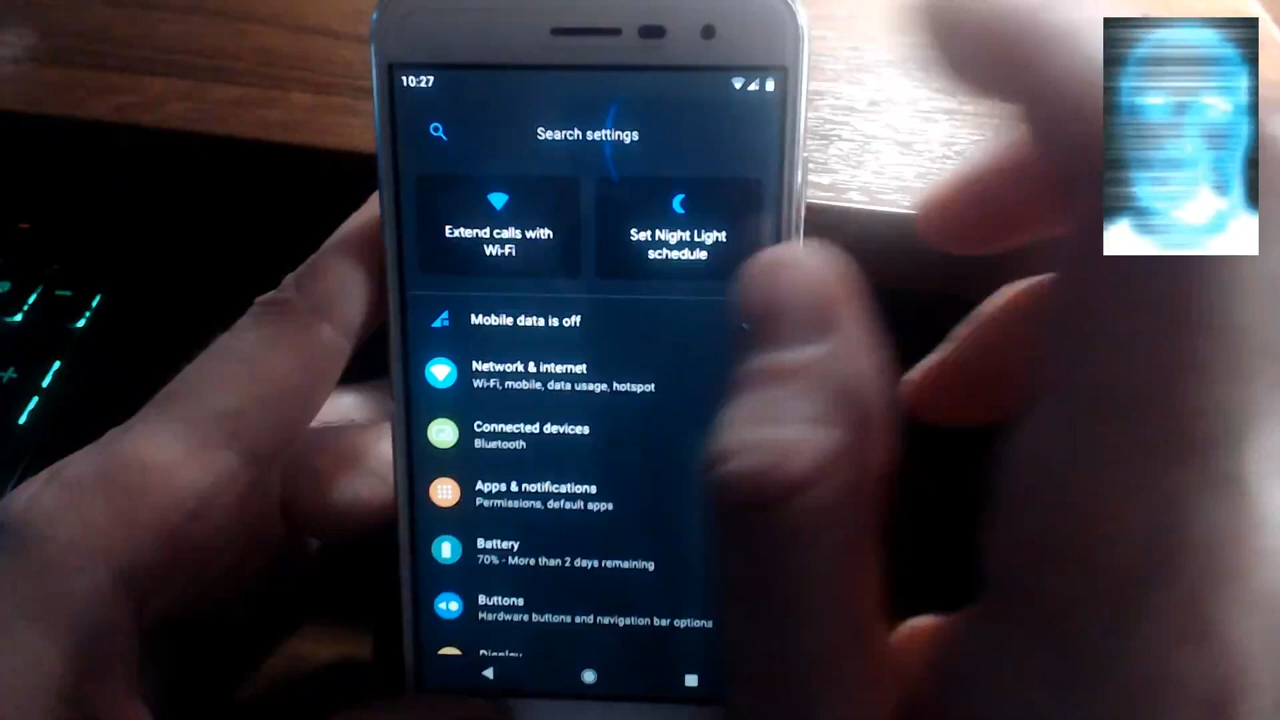 10:27
Search settings
Extend calls with
Wi-Fi
Set Night Light
schedule
Mobile data is off
Network & internet
Wi-Fi, mobile, data usage, hotspot
Connected devices
Bluetooth
Apps & notifications
Permissions, default apps
Battery
70% - More than 2 days remaining
Buttons
Hardware buttons and navigation bar options
Display